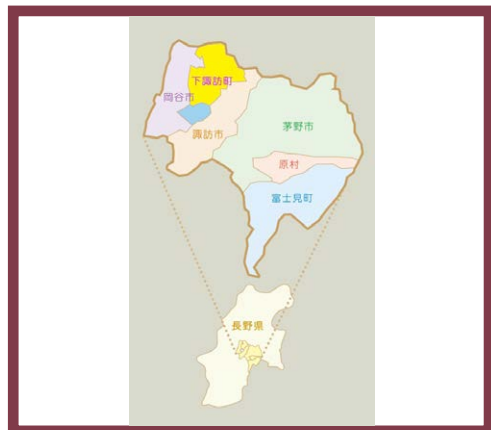 下諏訪町
岡谷市
茅野市
諏訪市
原村
富士見町
長野県